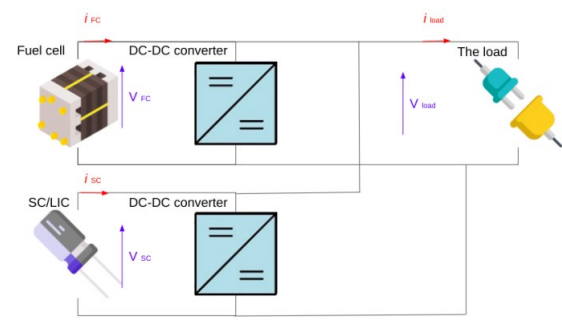 i FC
i load
Fuel cell
DC-DC converter
The load
V FC
V load
i SC
SC/LIC
DC-DC converter
V SC